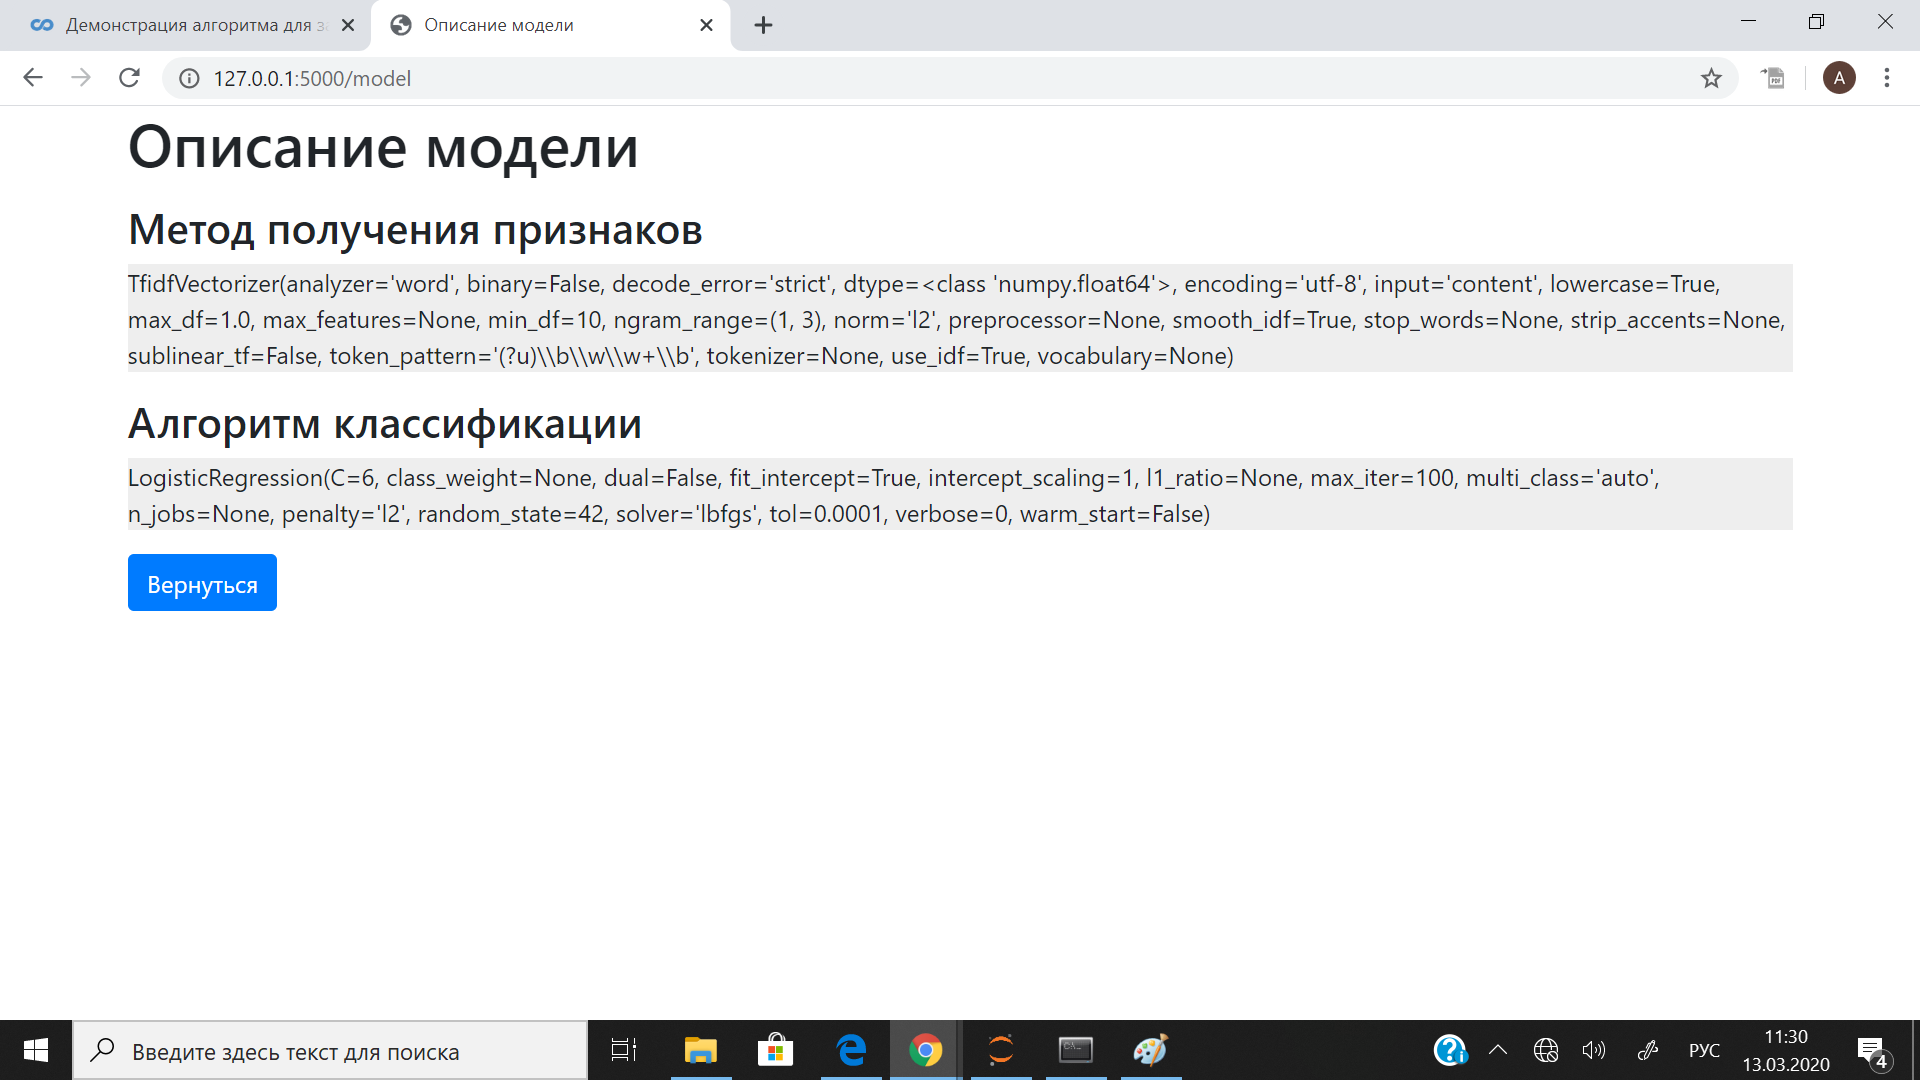 Демонстрация алгоритма для з
Описание модели
127.0.0.1:5000/model
PDF
A
Описание модели
Метод получения признаков
TfidfVectorizer(analyzer='word', binary=False, decode_error='strict', dtype=<class 'numpy.float64'>, encoding='utf-8', input='content', lowercase=True,
max_df=1.0, max_features=None, min_df=10, ngram_range=(1, 3), norm='l2', preprocessor=None, smooth_idf=True, stop_words=None, strip_accents=None,
sublinear_tf=False, token_pattern='(?u)\\b\\w\\w+\\b', tokenizer=None, use_idf=True, vocabulary=None)
Алгоритм классификации
LogisticRegression(C=6, class_weight=None, dual=False, fit_intercept=True, intercept_scaling=1, l1_ratio=None, max_iter=100, multi_class='auto',
n_jobs=None, penalty='l2', random_state=42, solver='lbfgs', tol=0.0001, verbose=0, warm_start=False)
Вернуться
Введите здесь текст для поиска
РУС
11:30
13.03.2020
4